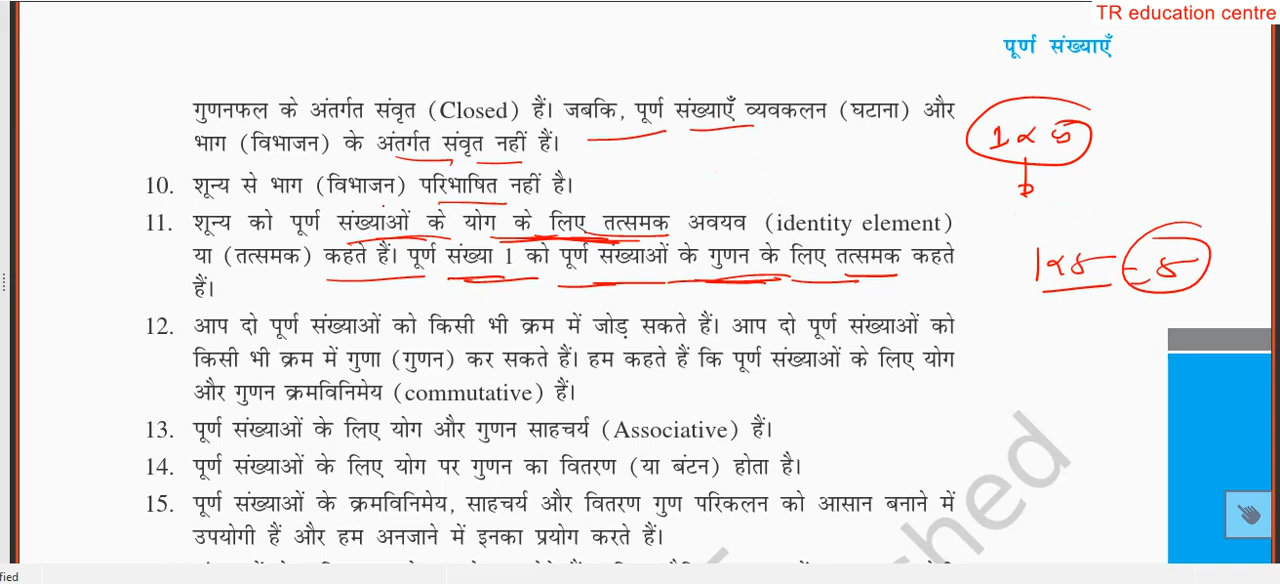 TR education centre
पूर्ण संख्याएँ
गुणनफल के अंतर्गत संवृत (Closed) हैं। जबकि, पूर्ण संख्याएँ व्यवकलन (घटाना) और
भाग (विभाजन) के अंतर्गत संवृत नहीं हैं।
10. शून्य से भाग (विभाजन) परिभाषित नहीं है।
11. शून्य को पूर्ण संख्याओं के योग के लिए तत्समक अवयव (identity element)
या (तत्समक) कहते हैं। पूर्ण संख्या 1 को पूर्ण संख्याओं के गुणन के लिए तत्समक कहते
हैं।
12. आप दो पूर्ण संख्याओं को किसी भी क्रम में जोड़ सकते हैं। आप दो पूर्ण संख्याओं को
किसी भी क्रम में गुणा (गुणन) कर सकते हैं। हम कहते हैं कि पूर्ण संख्याओं के लिए योग
और गुणन क्रमविनिमेय (commutative) हैं।
13. पूर्ण संख्याओं के लिए योग और गुणन साहचर्य (Associative) हैं।
14. पूर्ण संख्याओं के लिए योग पर गुणन का वितरण (या बंटन) होता है।
15. पूर्ण संख्याओं के क्रमविनिमेय, साहचर्य और वितरण गुण परिकलन को आसान बनाने में
उपयोगी हैं और हम अनजाने में इनका प्रयोग करते हैं।